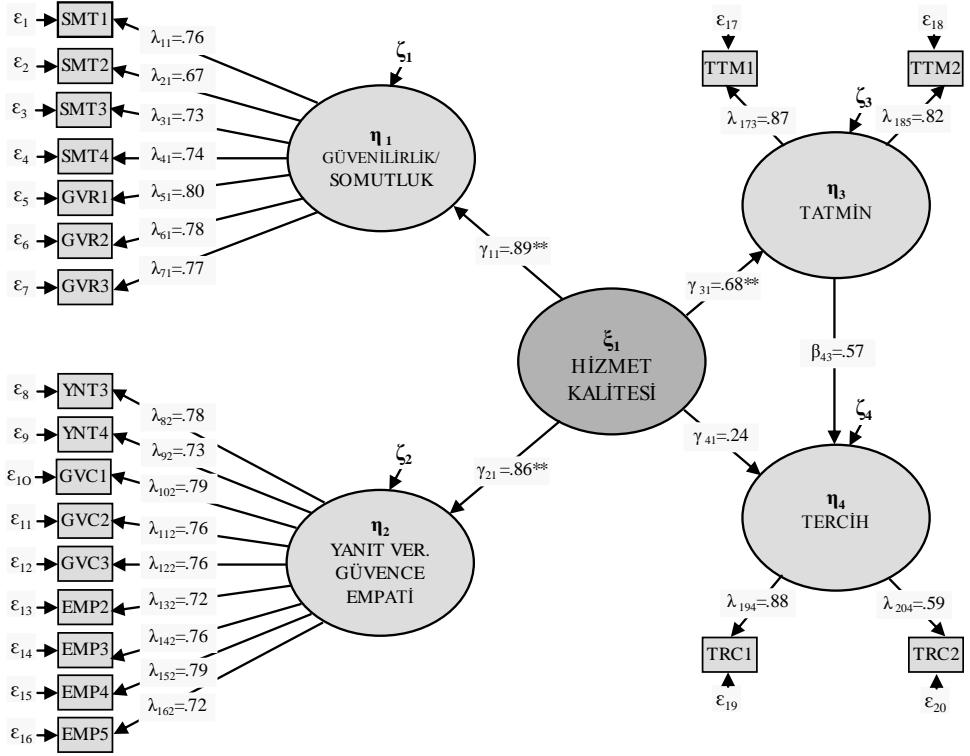 ε1 SMT1 λ11=.76
ε2 SMT2 λ21=.67
ε3 SMT3 λ31=.73
ε4 SMT4 λ41=.74
ε5 GVR1 λ51=.80
ε6 GVR2 λ61=.78
ε7 GVR3 λ71=.77
ζ1
η1
GÜVENİLİRLİK/
SOMUTLUK
ε17
TTM1
ε18
TTM2
λ173=.87
λ185=.82
ζ3
η3
TATMİN
γ11=.89**
γ31=.68**
ξ1
HİZMET
KALİTESİ
β43=.57
γ21=.86**
γ41=.24
ε8 YNT3 λ82=.78
ε9 YNT4 λ92=.73
ε10 GVC1 λ102=.79
ε11 GVC2 λ112=.76
ε12 GVC3 λ122=.76
ε13 EMP2 λ132=.72
ε14 EMP3 λ142=.76
ε15 EMP4 λ152=.79
ε16 EMP5 λ162=.72
ζ2
η2
YANIT VER.
GÜVENCE
EMPATİ
ζ4
η4
TERCİH
λ194=.88
λ204=.59
TRC1
TRC2
ε19
ε20